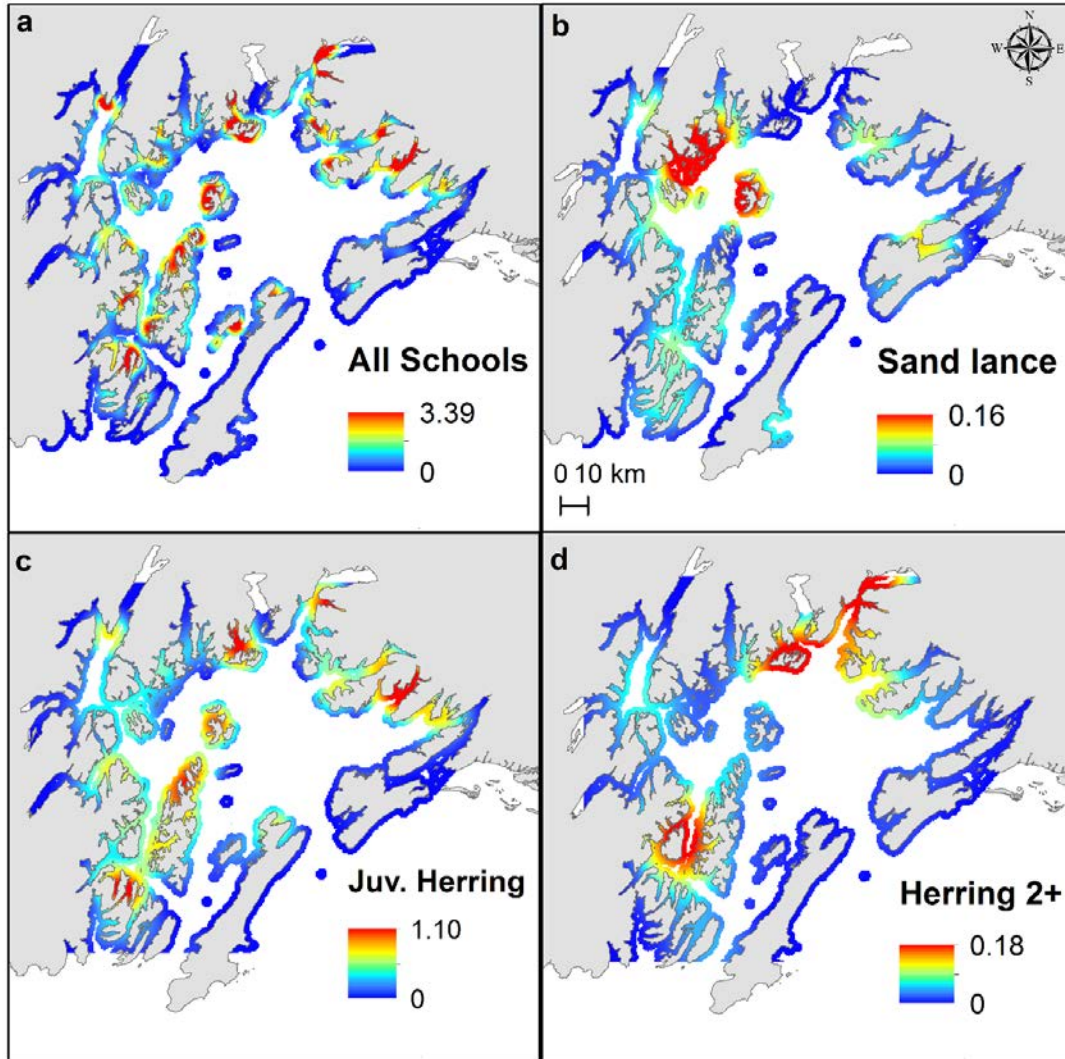 a
All Schools
3.39
0
b
N
W E
S
Sand lance
0.16
0
0 10 km
c
Juv. Herring
1.10
0
d
Herring 2+
0.18
0